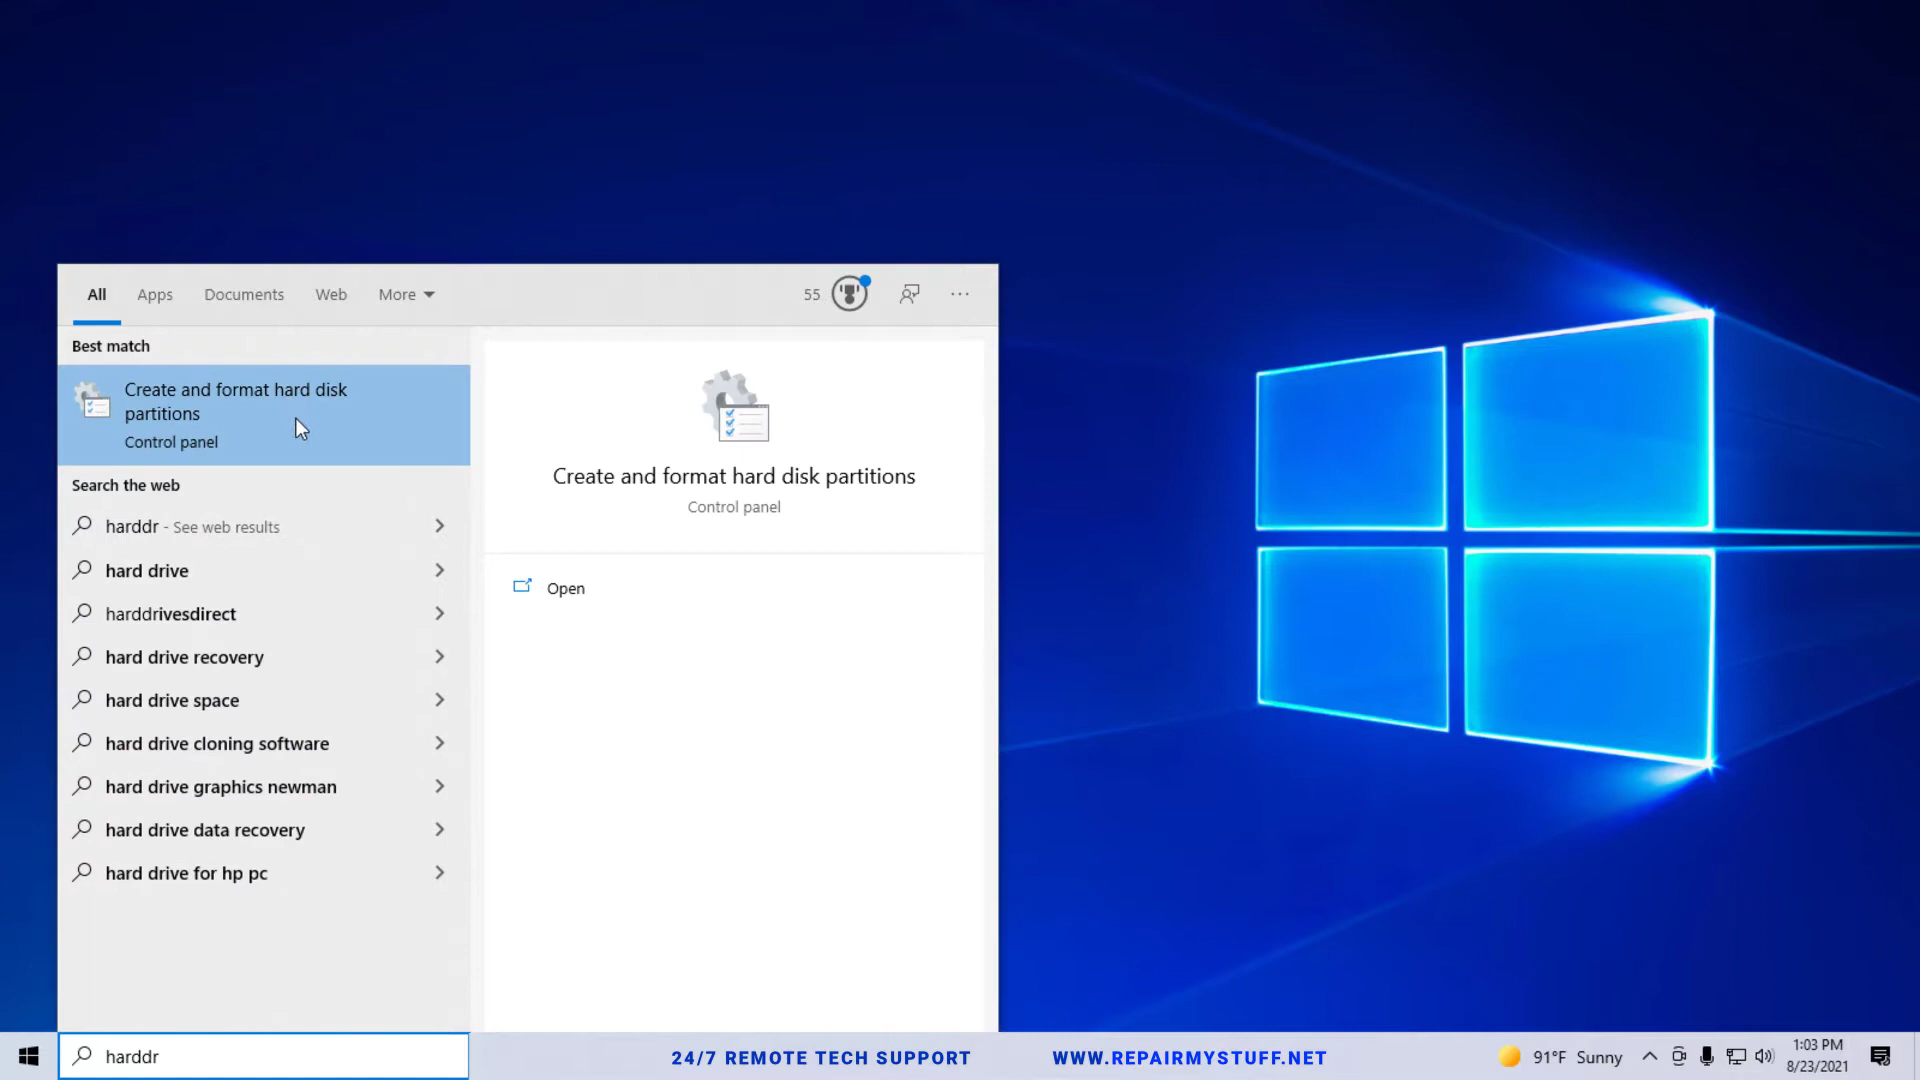 All Apps Documents Web More 55
Best match
Create and format hard disk
partitions
Control panel
Search the web
harddr - See web results
hard drive
harddrivesdirect
hard drive recovery
hard drive space
hard drive cloning software
hard drive graphics newman
hard drive data recovery
hard drive for hp pc
Create and format hard disk partitions
Control panel
Open
harddr
24/7 REMOTE TECH SUPPORT WWW.REPAIRMYSTUFF.NET
91°F Sunny
1:03 PM
8/23/2021